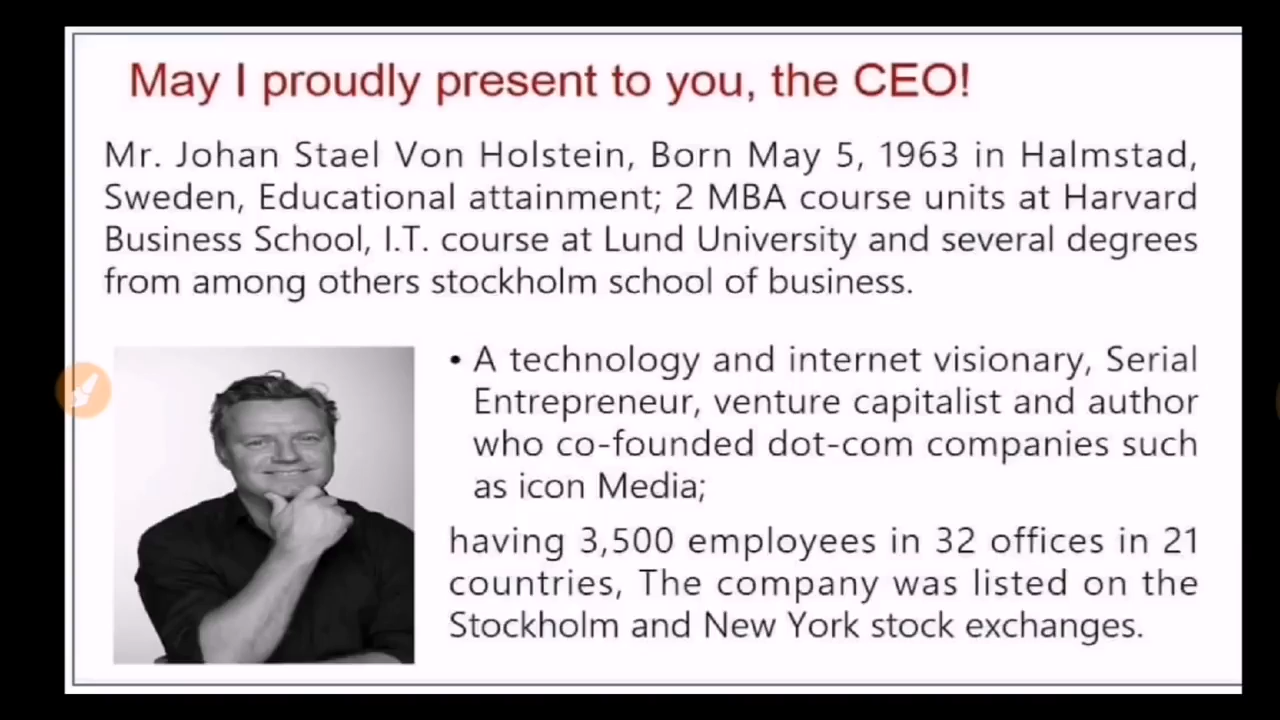 May I proudly present to you, the CEO!
Mr. Johan Stael Von Holstein, Born May 5, 1963 in Halmstad,
Sweden, Educational attainment; 2 MBA course units at Harvard
Business School, I.T. course at Lund University and several degrees
from among others stockholm school of business.
• A technology and internet visionary, Serial
Entrepreneur, venture capitalist and author
who co-founded dot-com companies such
as icon Media;
having 3,500 employees in 32 offices in 21
countries, The company was listed on the
Stockholm and New York stock exchanges.